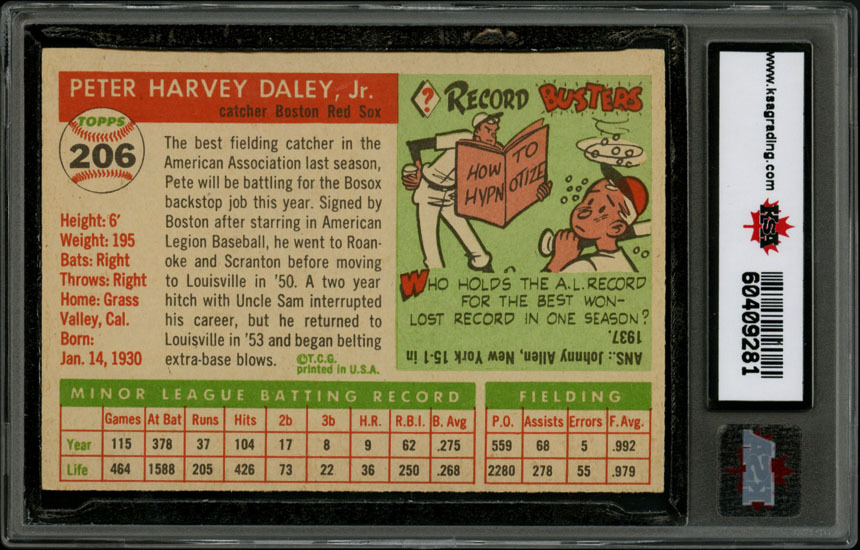 PETER HARVEY DALEY, Jr.
catcher Boston Red Sox
TOPPS
206
Height: 6'
Weight: 195
Bats: Right
Throws: Right
Home: Grass
Valley, Cal.
Born:
Jan. 14, 1930
The best fielding catcher in the
American Association last season,
Pete will be battling for the Bosox
backstop job this year. Signed by
Boston after starring in American
Legion Baseball, he went to Roan-
oke and Scranton before moving
to Louisville in '50. A two year
hitch with Uncle Sam interrupted
his career, but he returned to
Louisville in '53 and began belting
extra-base blows.
©T.C.G.
printed in U.S.A.
? RECORD BUSTERS
HOW TO
HYPNOTIZE
WHO HOLDS THE A.L. RECORD
FOR THE BEST WON-
LOST RECORD IN ONE SEASON?
ANS.: Johnny Allen, New York 15-1 in
1937.
MINOR LEAGUE BATTING RECORD FIELDING
Games At Bat Runs Hits 2b 3b H.R. R.B.I. B. Avg P.O. Assists Errors F. Avg.
Year 115 378 37 104 17 8 9 62 .275 559 68 5 .992
Life 464 1588 205 426 73 22 36 250 .268 2280 278 55 .979
www.ksagrading.com
KSA
60409281
KSA